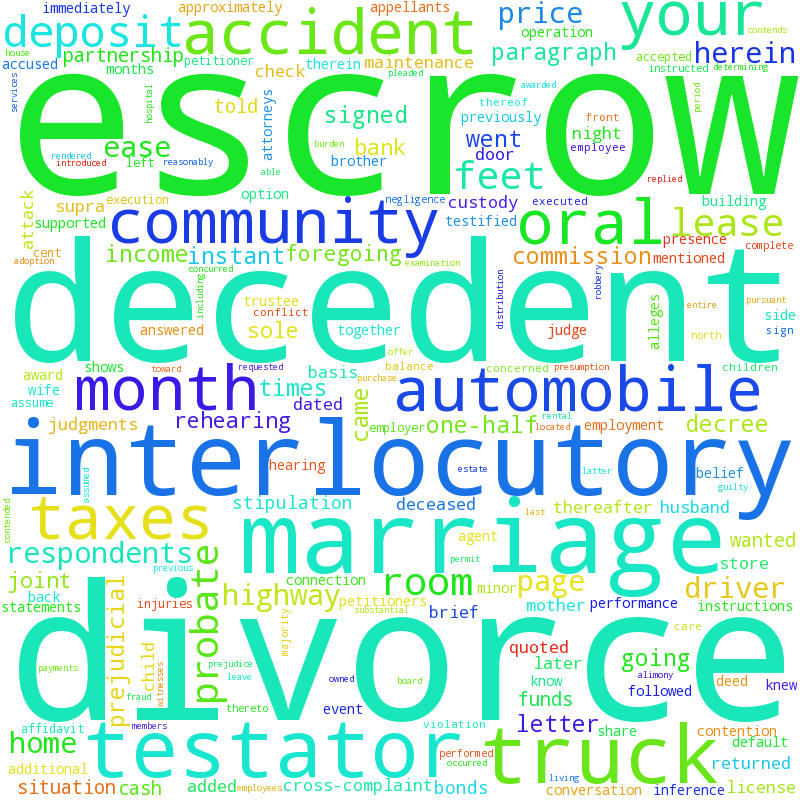 immediately approximately appellants your contends
deposit accident price operation house
partnership petitioner therein maintenance paragraph herein
accused months check accepted
instructed determining
escrow
services hospital told signed attorneys thereof previously front period pleaded awarded
ease left burden bank went night
rendered introduced reasonably brother able door feet employee replied
attack supra execution option negligence custody executed building
supported community testified oral lease
cent income instant foregoing commission presence complete
adoption concurred including examination mentioned
decedent
trustee conflict distribution robbery alleges entire pursuant
answered sole together judge side
north sign
shows toward requested basis offer balance concerned presumption children
award month times purchase automobile
wife
assume dated came
rehearing one-half rental employment decree
judgments employer located
interlocutory
hearing estate latter belief
assumed stipulation deceased guilty
contended taxes last thereafter husband
marriage agent wanted
respondents previous permit store
joint probate connection room minor page driver
back highway petitioners mother performance instructions
statements prejudicial injuries substantial brief
divorce
child majority quoted care going
payments prejudice later deed
witnesses leave know alimony knew
fraud owned board funds followed
thereto event letter share contention
affidavit members violation default
home testator truck
performed returned
additional occurred
situation cash added employees cross-complaint bonds living conversation inference license